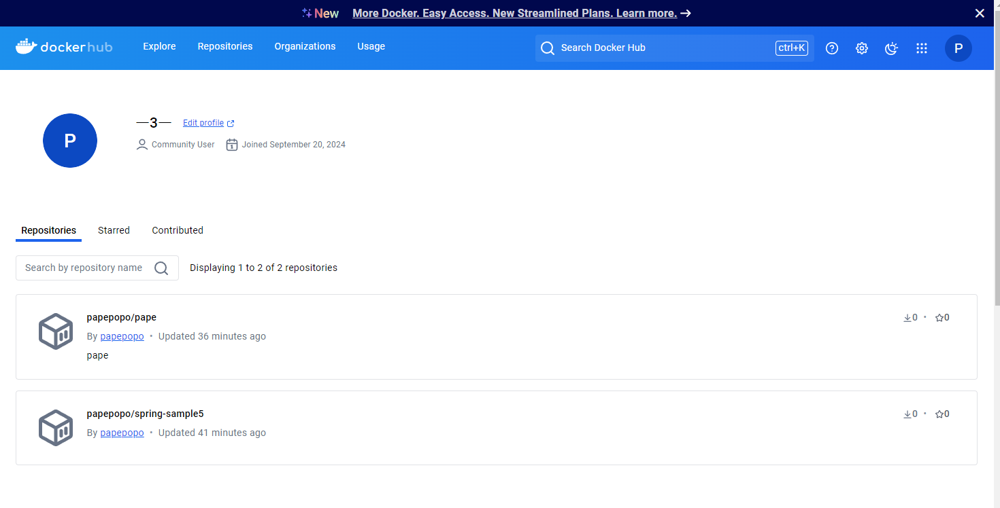 New More Docker. Easy Access. New Streamlined Plans. Learn more.
dockerhub Explore Repositories Organizations Usage Search Docker Hub ctrl+K P
P
—3— Edit profile
Community User Joined September 20, 2024
Repositories Starred Contributed
Search by repository name Displaying 1 to 2 of 2 repositories
papepopo/pape 0 • 0
By papepopo • Updated 36 minutes ago
pape
papepopo/spring-sample5 0 • 0
By papepopo • Updated 41 minutes ago